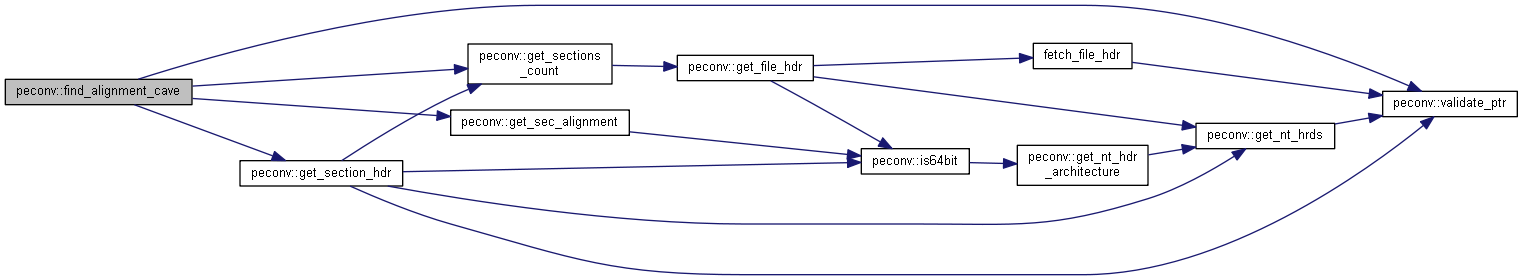 peconv::find_alignment_cave
peconv::get_sections
_count
peconv::get_sec_alignment
peconv::get_section_hdr
peconv::get_file_hdr
peconv::is64bit
fetch_file_hdr
peconv::get_nt_hdr
_architecture
peconv::get_nt_hrds
peconv::validate_ptr